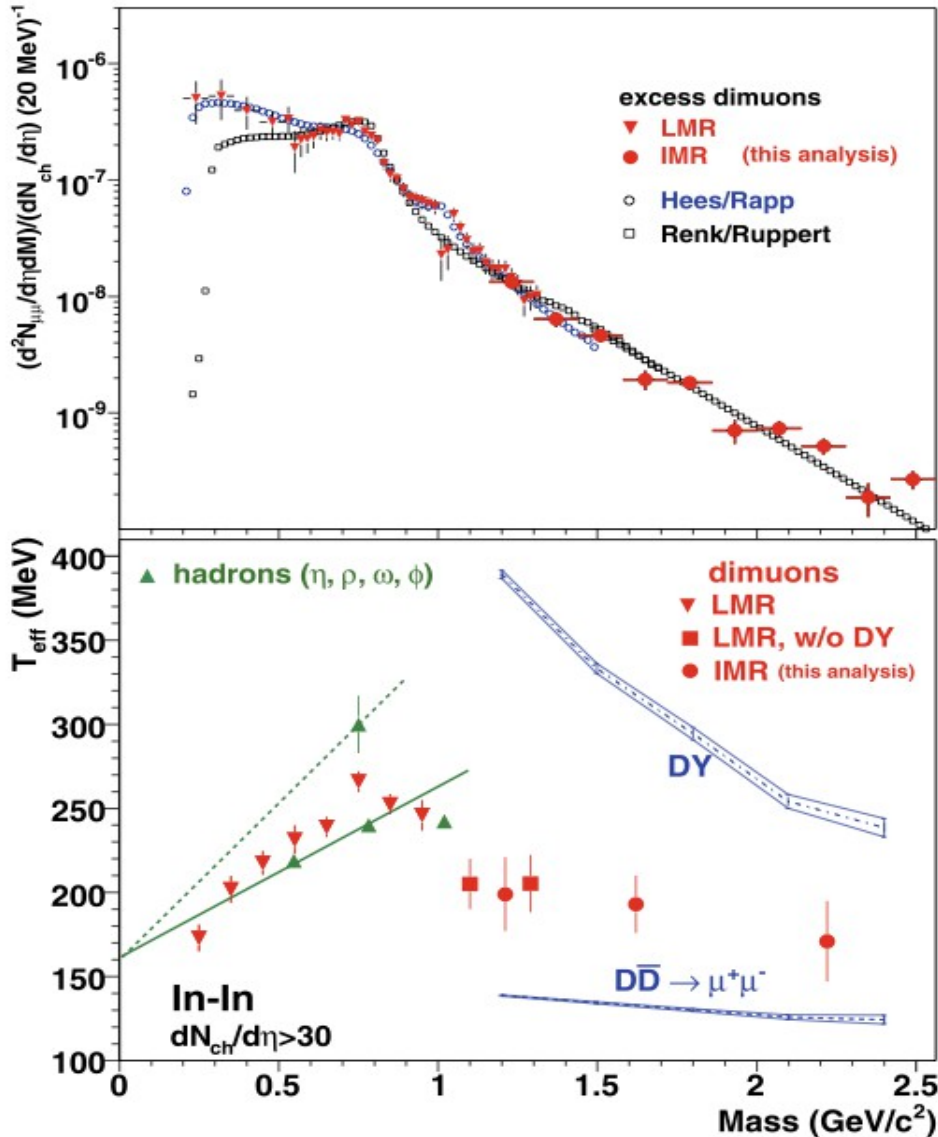 (d²N_μμ/dηdM)/(dN_ch/dη) (20 MeV)⁻¹
10⁻⁶
10⁻⁷
10⁻⁸
10⁻⁹
excess dimuons
LMR
IMR (this analysis)
Hees/Rapp
Renk/Ruppert
T_eff (MeV)
400
350
300
250
200
150
100
hadrons (η, ρ, ω, ϕ)
dimuons
LMR
LMR, w/o DY
IMR (this analysis)
DY
DD̄ → μ⁺μ⁻
In-In
dN_ch/dη>30
0 0.5 1 1.5 2 2.5
Mass (GeV/c²)